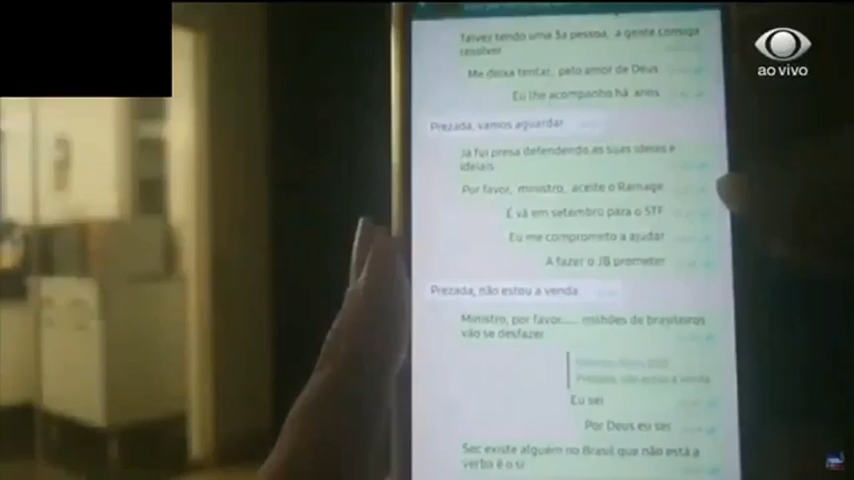 talvez tendo uma 3a pessoa, a gente consiga
resolver
Me deixa tentar, pelo amor de Deus
Eu lhe acompanho há anos
Prezada, vamos aguardar
Já fui presa defendendo as suas ideias e
ideiais
Por favor, ministro, aceite o Ramage
E vá em setembro para o STF
Eu me comprometo a ajudar
A fazer o JB prometer
Prezada, não estou a venda
Ministro, por favor..... milhões de brasileiros
vão se desfazer
Prezada, não estou a venda
Eu sei
Por Deus eu sei
Sec existe alguém no Brasil que não está a
verba é o sr
BAND
ao vivo